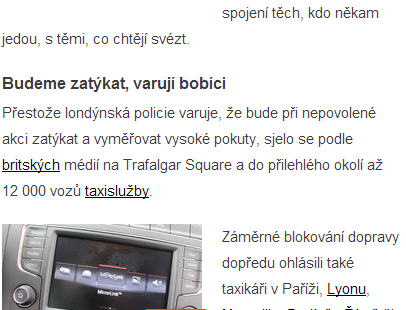 spojení těch, kdo někam
jedou, s těmi, co chtějí svézt.
Budeme zatýkat, varují bobíci
Přestože londýnská policie varuje, že bude při nepovolené
akci zatýkat a vyměřovat vysoké pokuty, sjelo se podle
britských médií na Trafalgar Square a do přilehlého okolí až
12 000 vozů taxislužby.
MirrorLink
MirrorLink™
Záměrné blokování dopravy
dopředu ohlásili také
taxikáři v Paříži, Lyonu,